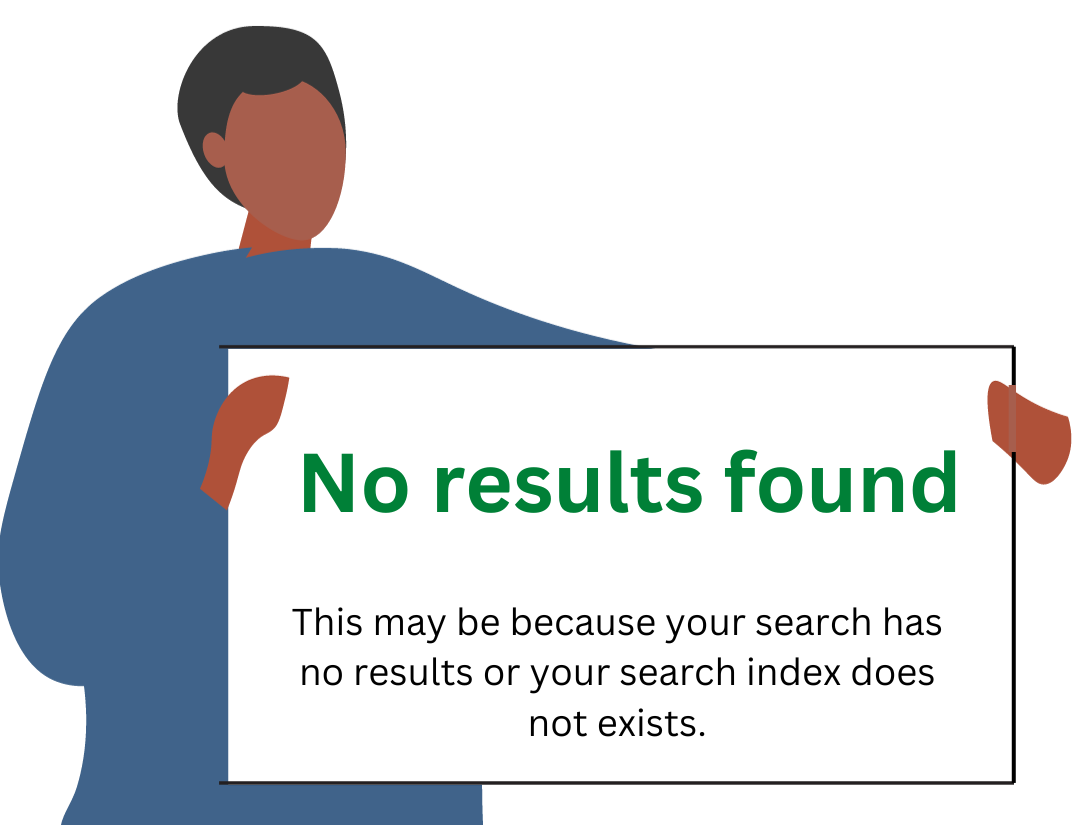 No results found
This may be because your search has
no results or your search index does
not exists.